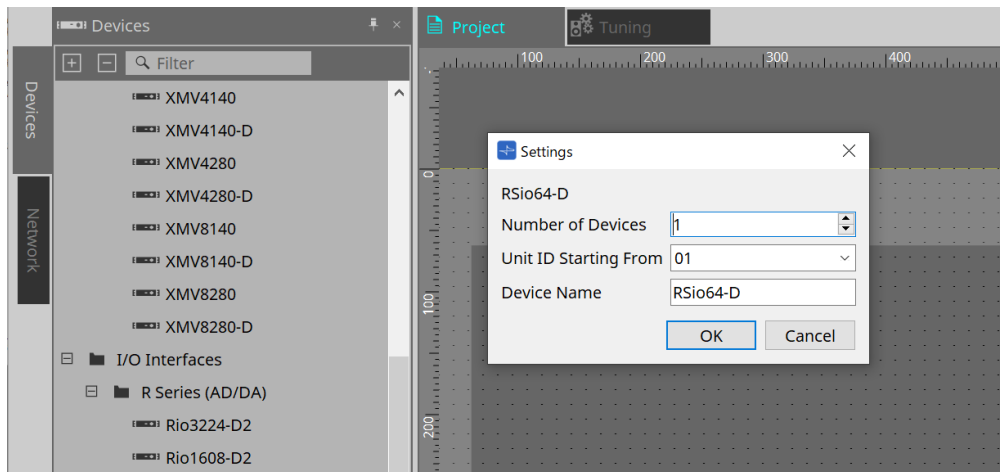 Devices
Project
Tuning
Filter
Devices
Network
XMV4140
XMV4140-D
XMV4280
XMV4280-D
XMV8140
XMV8140-D
XMV8280
XMV8280-D
I/O Interfaces
R Series (AD/DA)
Rio3224-D2
Rio1608-D2
100
200
300
400
0
100
200
Settings
RSio64-D
Number of Devices 1
Unit ID Starting From 01
Device Name RSio64-D
OK Cancel